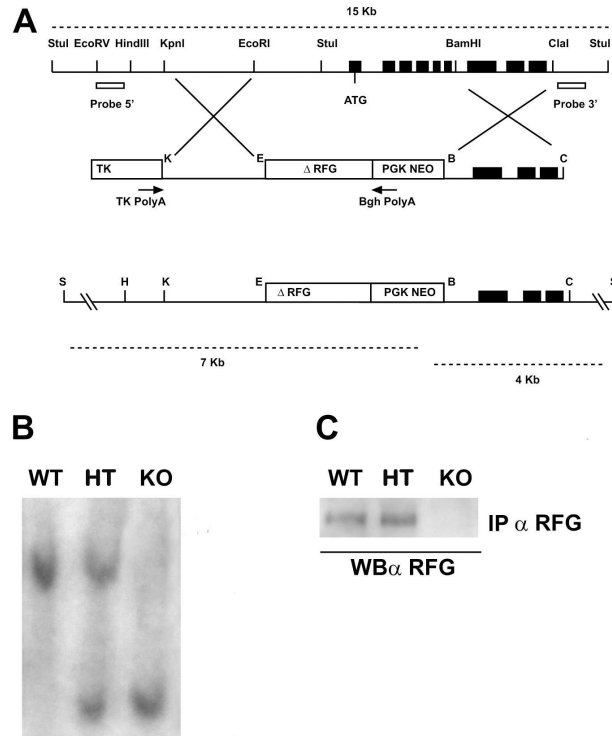 A
15 Kb
StuI EcoRV HindIII KpnI EcoRI StuI BamHI ClaI StuI
Probe 5' ATG Probe 3'
K E B C
TK Δ RFG PGK NEO
TK PolyA Bgh PolyA
S H K E B C S
Δ RFG PGK NEO
7 Kb
4 Kb
B
WT HT KO
C
WT HT KO
IP α RFG
WBα RFG